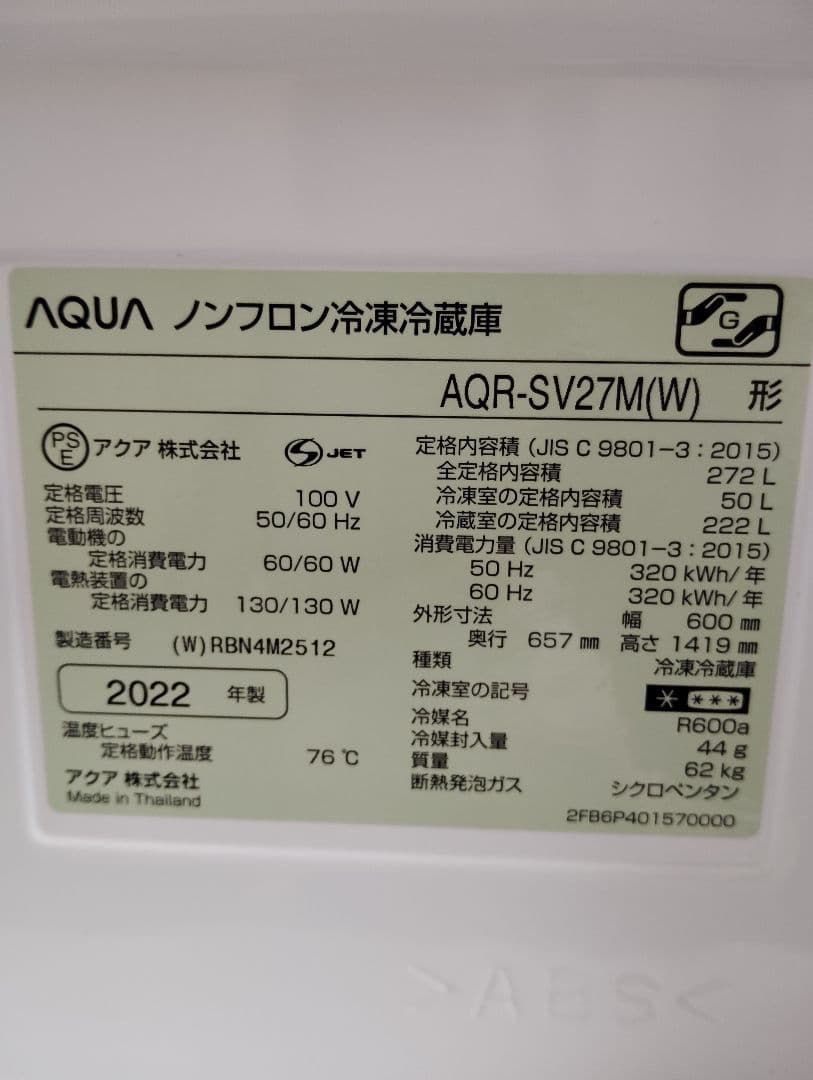 AQUA ノンフロン冷凍冷蔵庫
G
AQR-SV27M(W) 形
PS
E
アクア 株式会社
S JET
定格電圧 100 V
定格周波数 50/60 Hz
電動機の
定格消費電力 60/60 W
電熱装置の
定格消費電力 130/130 W
製造番号 (W)RBN4M2512
2022 年製
温度ヒューズ
定格動作温度 76 ℃
アクア 株式会社
Made in Thailand
定格内容積 (JIS C 9801−3：2015)
全定格内容積 272 L
冷凍室の定格内容積 50 L
冷蔵室の定格内容積 222 L
消費電力量 (JIS C 9801−3：2015)
50 Hz 320 kWh/年
60 Hz 320 kWh/年
外形寸法 幅 600 ㎜
奥行 657 ㎜ 高さ 1419 ㎜
種類 冷凍冷蔵庫
冷凍室の記号 * ***
冷媒名 R600a
冷媒封入量 44 g
質量 62 kg
断熱発泡ガス シクロペンタン
2FB6P401570000
>ABS<